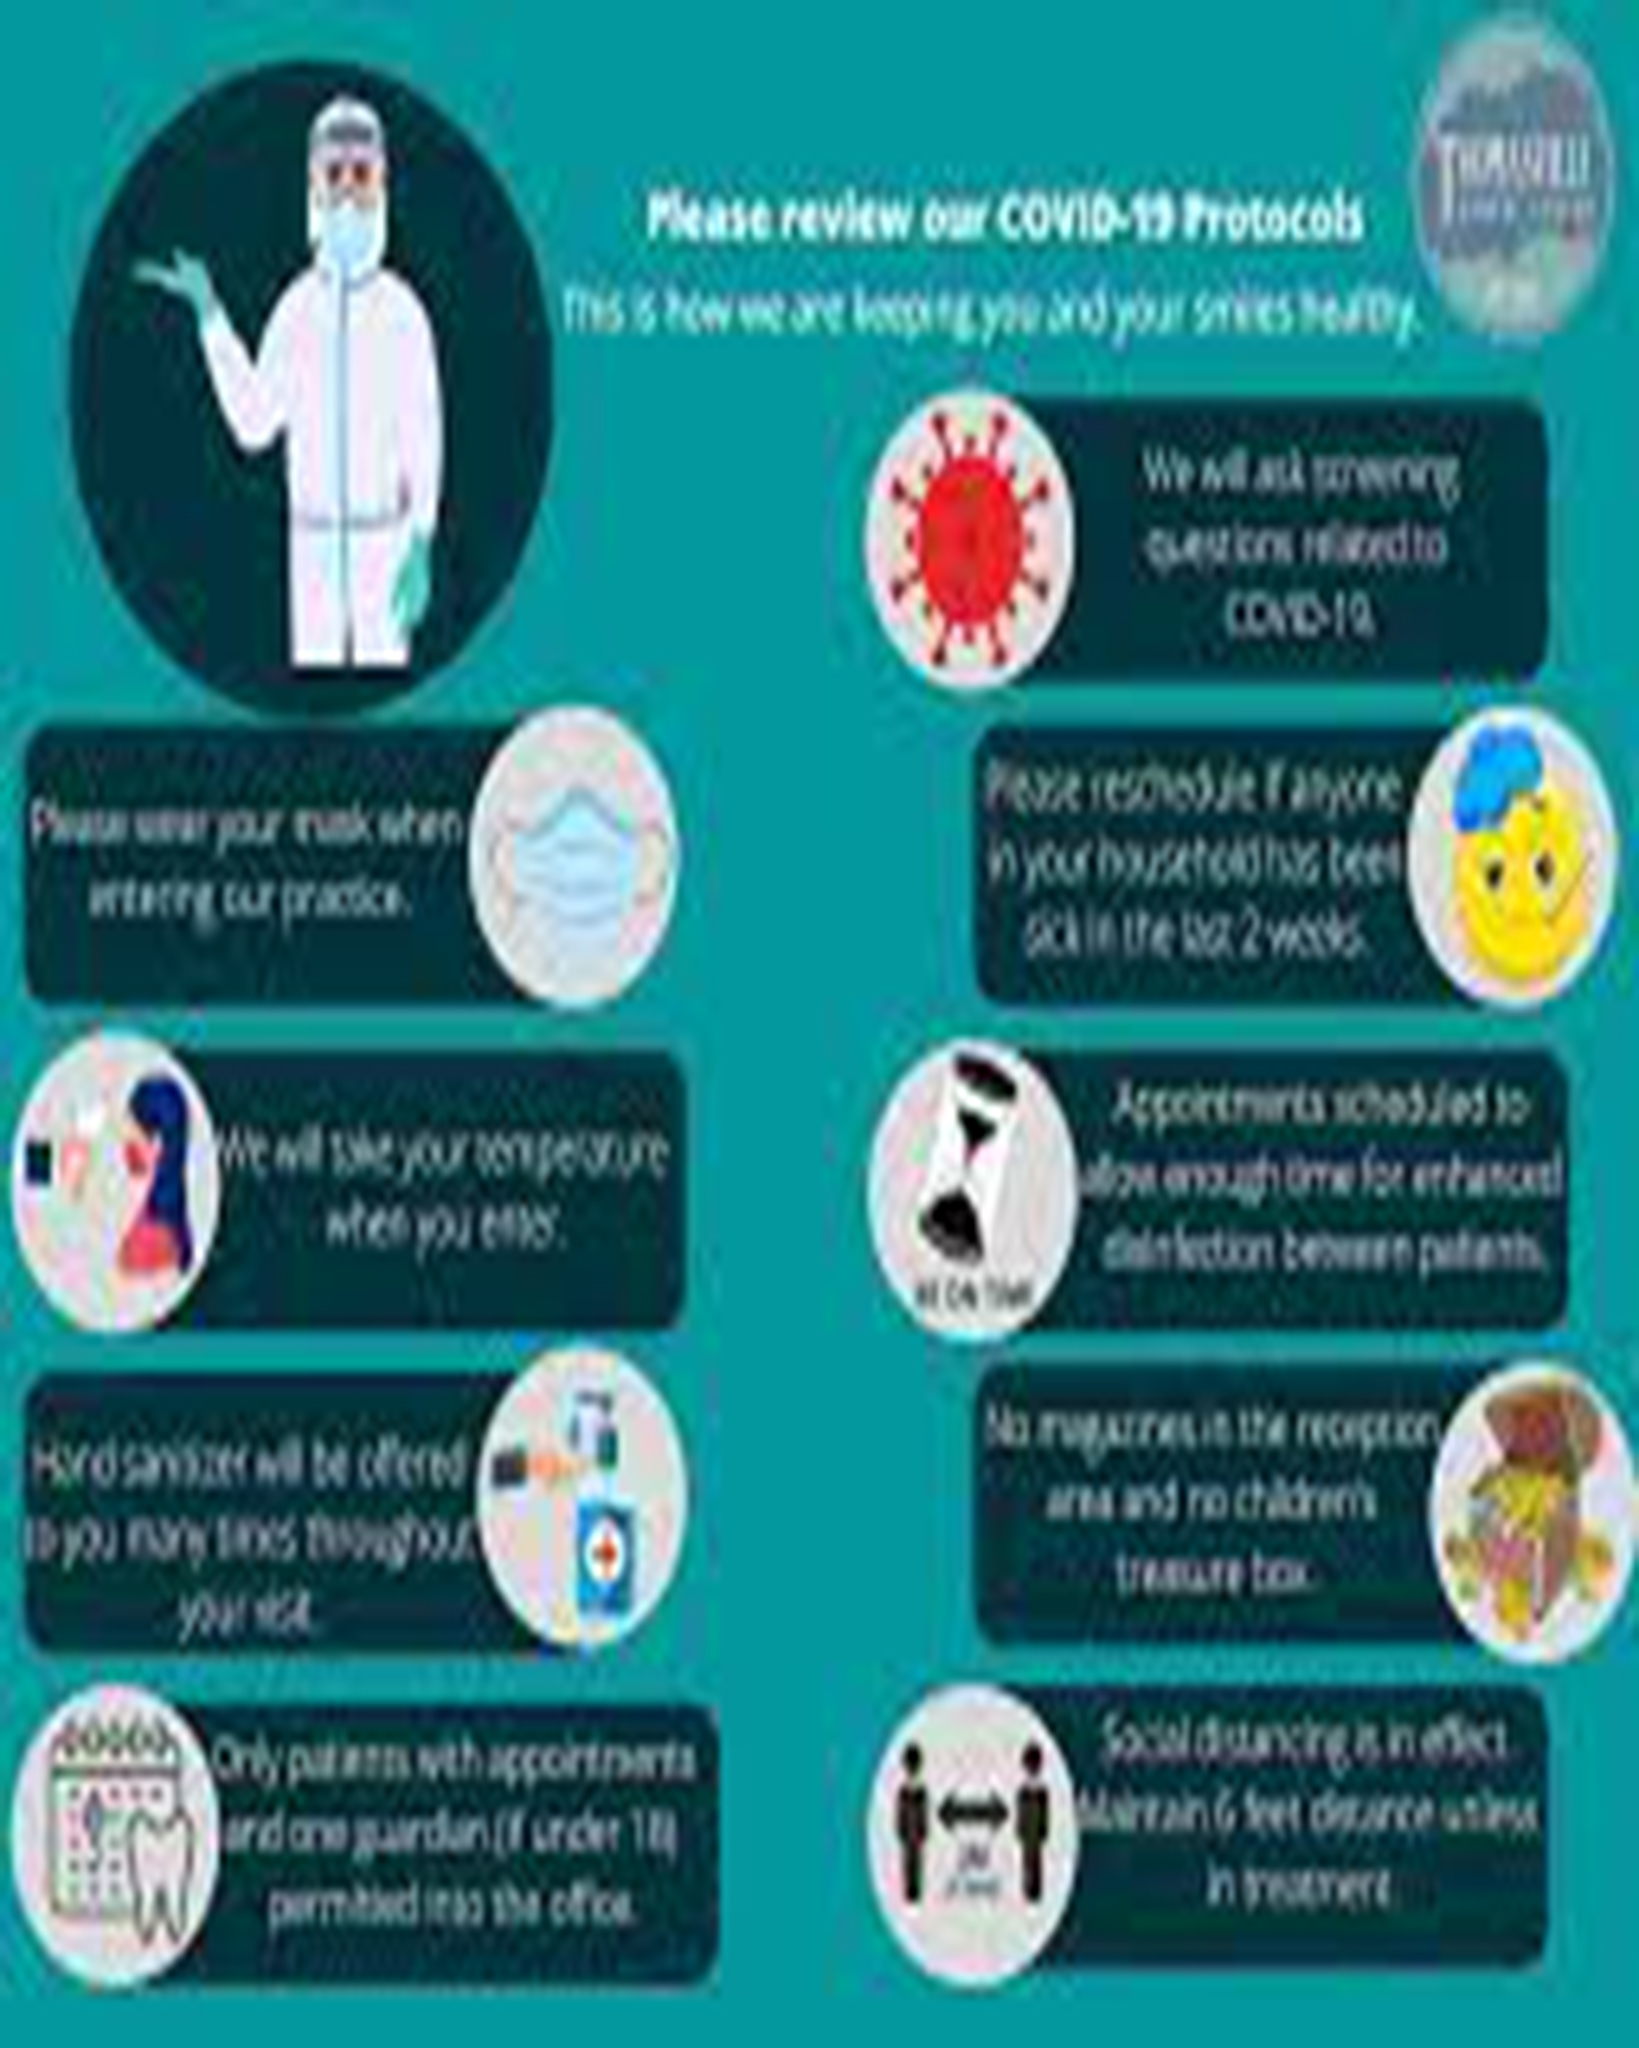 Please review our COVID-19 Protocols
This is how we are keeping you and your smiles healthy.
We will ask screening
questions related to
COVID-19.
Please wear your mask when
entering our practice.
Please reschedule if anyone
in your household has been
sick in the last 2 weeks.
We will take your temperature
when you enter.
Appointments scheduled to
allow enough time for enhanced
disinfection between patients.
BE ON TIME
Hand sanitizer will be offered
to you many times throughout
your visit.
No magazines in the reception
area and no children's
treasure box.
Only patients with appointments
and one guardian (if under 18)
permitted into the office.
Social distancing is in effect.
Maintain 6 feet distance unless
in treatment
THOMASVILLE